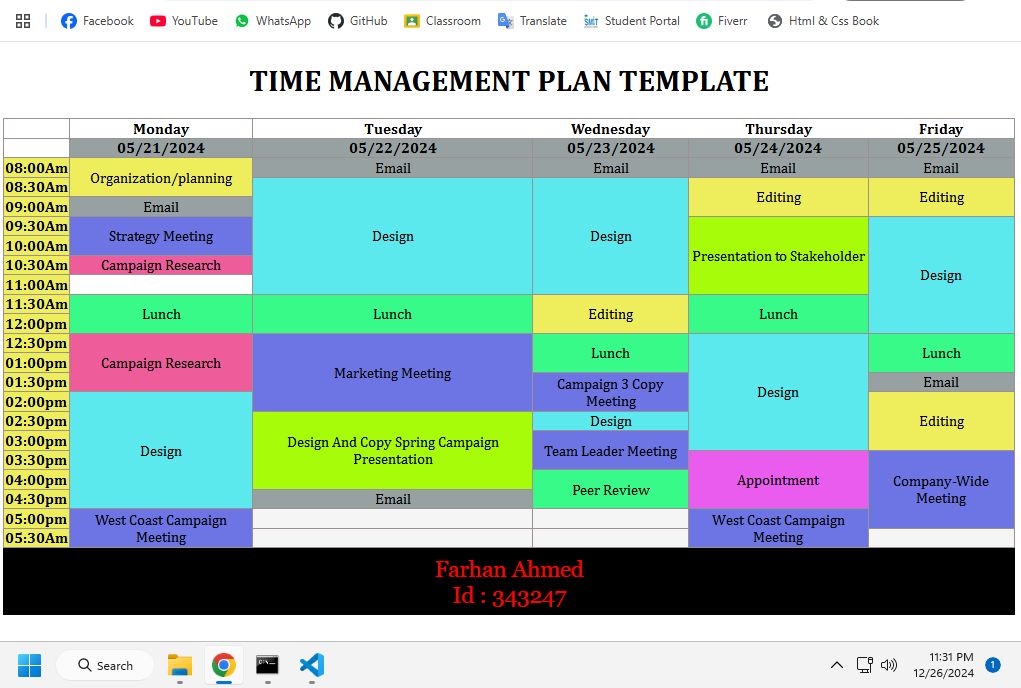 Facebook YouTube WhatsApp GitHub Classroom Translate SMIT Student Portal fi Fiverr Html & Css Book
TIME MANAGEMENT PLAN TEMPLATE
Monday Tuesday Wednesday Thursday Friday
05/21/2024 05/22/2024 05/23/2024 05/24/2024 05/25/2024
08:00Am Organization/planning Email Email Email Email
08:30Am Design Design Editing Editing
09:00Am Email
09:30Am Strategy Meeting Presentation to Stakeholder Design
10:00Am
10:30Am Campaign Research
11:00Am
11:30Am Lunch Lunch Editing Lunch
12:00pm
12:30pm Campaign Research Marketing Meeting Lunch Design Lunch
01:00pm
01:30pm Campaign 3 Copy Meeting Email
02:00pm Design Editing
02:30pm Design And Copy Spring Campaign Presentation Design
03:00pm Team Leader Meeting
03:30pm Appointment Company-Wide Meeting
04:00pm Peer Review
04:30pm Email
05:00pm West Coast Campaign Meeting West Coast Campaign Meeting
05:30Am
Farhan Ahmed
Id : 343247
Search
11:31 PM
12/26/2024
1